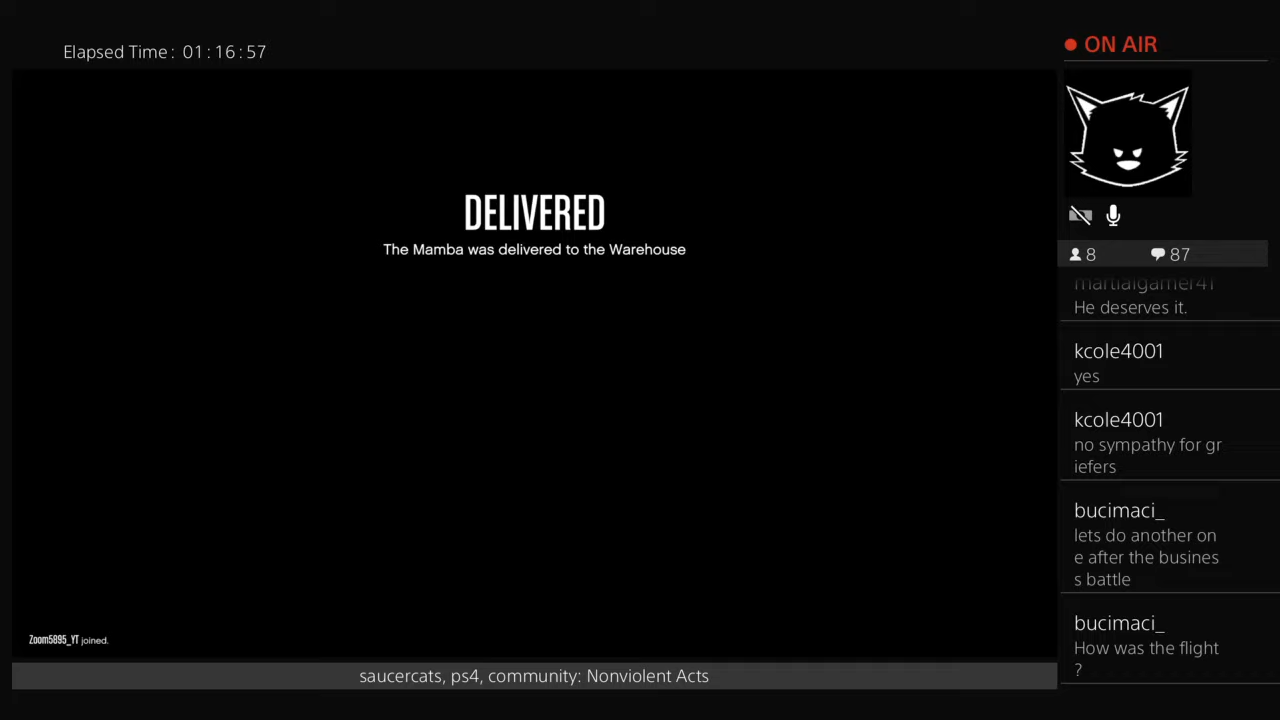 Elapsed Time: 01:16:57
ON AIR
DELIVERED
The Mamba was delivered to the Warehouse
8
87
martialgamer41
He deserves it.
kcole4001
yes
kcole4001
no sympathy for gr
iefers
bucimaci_
lets do another on
e after the busines
s battle
bucimaci_
How was the flight
?
Zoom5895_YT joined.
saucercats, ps4, community: Nonviolent Acts